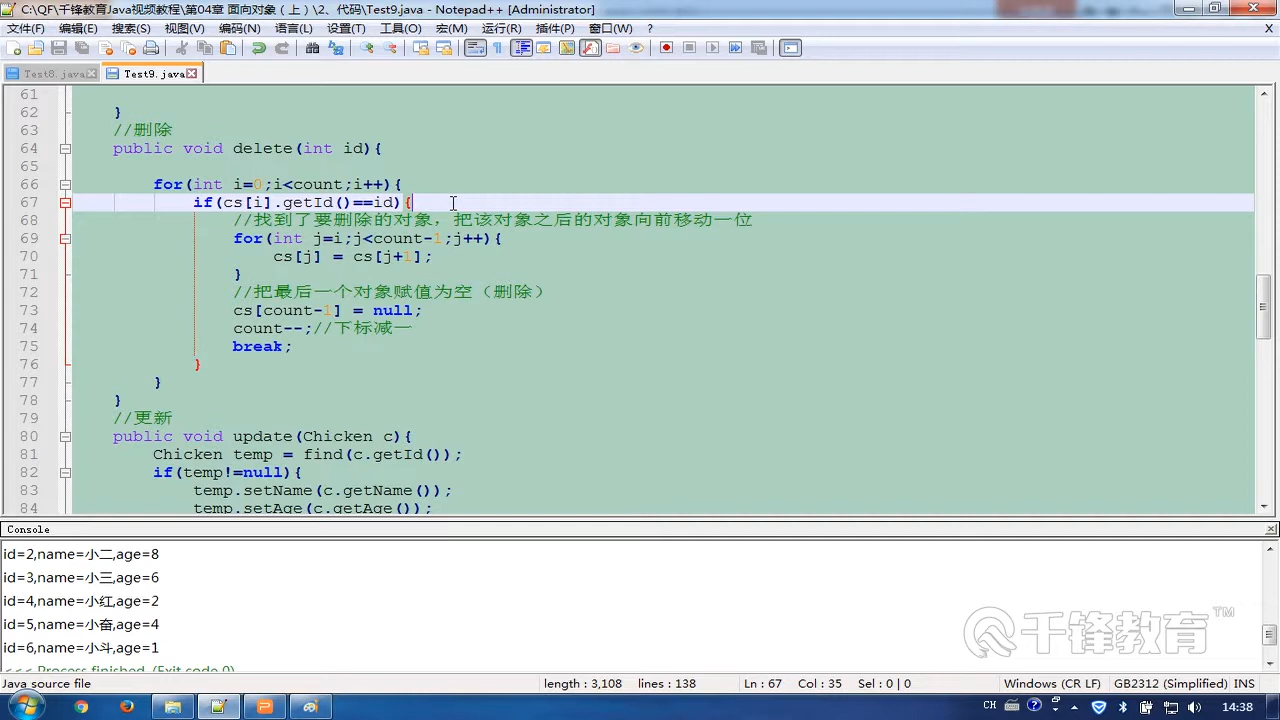 C:\QF\千锋教育Java视频教程\第04章 面向对象（上）\2、代码\Test9.java - Notepad++ [Administrator]
文件(F) 编辑(E) 搜索(S) 视图(V) 编码(N) 语言(L) 设置(T) 工具(O) 宏(M) 运行(R) 插件(P) 窗口(W) ? X
Test8.java Test9.java
61
62 }
63 //删除
64 public void delete(int id){
65
66 for(int i=0;i<count;i++){
67 if(cs[i].getId()==id){
68 //找到了要删除的对象，把该对象之后的对象向前移动一位
69 for(int j=i;j<count-1;j++){
70 cs[j] = cs[j+1];
71 }
72 //把最后一个对象赋值为空（删除）
73 cs[count-1] = null;
74 count--;//下标减一
75 break;
76 }
77 }
78 }
79 //更新
80 public void update(Chicken c){
81 Chicken temp = find(c.getId());
82 if(temp!=null){
83 temp.setName(c.getName());
84 temp.setAge(c.getAge());
Console
id=2,name=小二,age=8
id=3,name=小三,age=6
id=4,name=小红,age=2
id=5,name=小奋,age=4
id=6,name=小斗,age=1
<<< Process finished. (Exit code 0)
千锋教育TM
Java source file length : 3,108 lines : 138 Ln : 67 Col : 35 Sel : 0 | 0 Windows (CR LF) GB2312 (Simplified) INS
CH 14:38